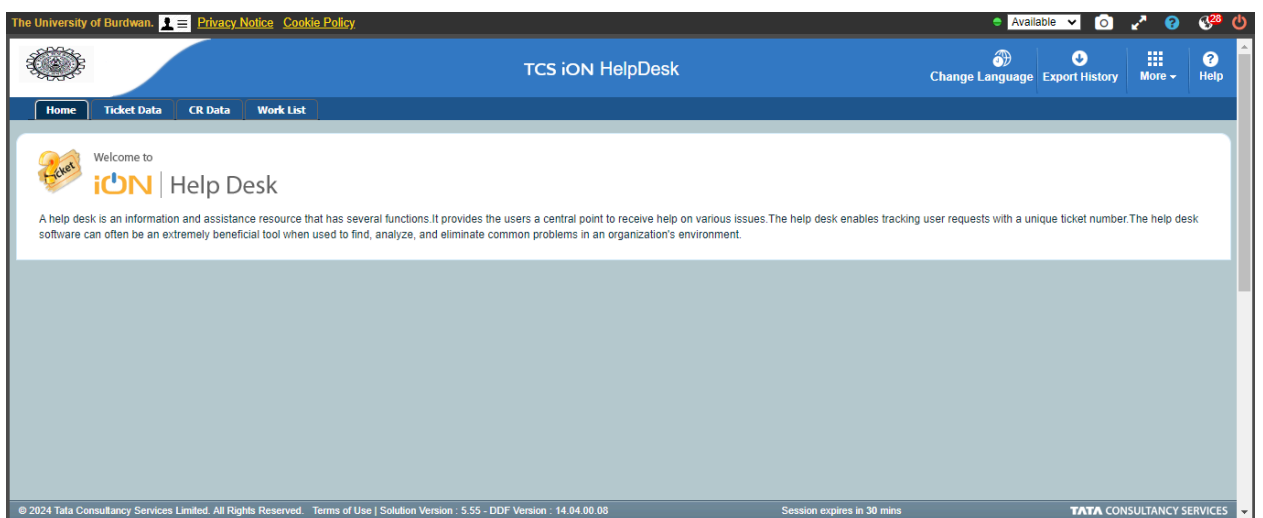 The University of Burdwan. Privacy Notice Cookie Policy Available 28
TCS iON HelpDesk
Change Language Export History More Help
Home Ticket Data CR Data Work List
Ticket
Welcome to
iON | Help Desk
A help desk is an information and assistance resource that has several functions.It provides the users a central point to receive help on various issues.The help desk enables tracking user requests with a unique ticket number.The help desk
software can often be an extremely beneficial tool when used to find, analyze, and eliminate common problems in an organization's environment.
© 2024 Tata Consultancy Services Limited. All Rights Reserved. Terms of Use | Solution Version : 5.55 - DDF Version : 14.04.00.08 Session expires in 30 mins TATA CONSULTANCY SERVICES